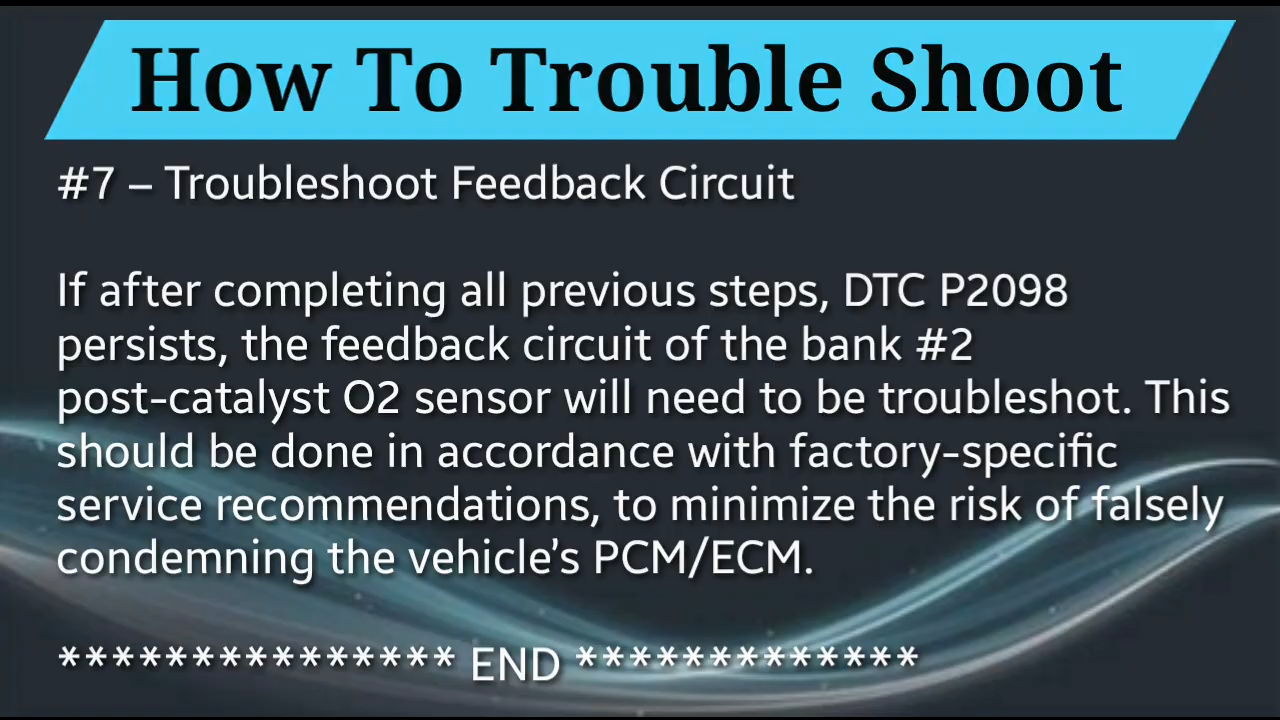 How To Trouble Shoot
#7 – Troubleshoot Feedback Circuit
If after completing all previous steps, DTC P2098
persists, the feedback circuit of the bank #2
post-catalyst O2 sensor will need to be troubleshot. This
should be done in accordance with factory-specific
service recommendations, to minimize the risk of falsely
condemning the vehicle’s PCM/ECM.
*************** END *************